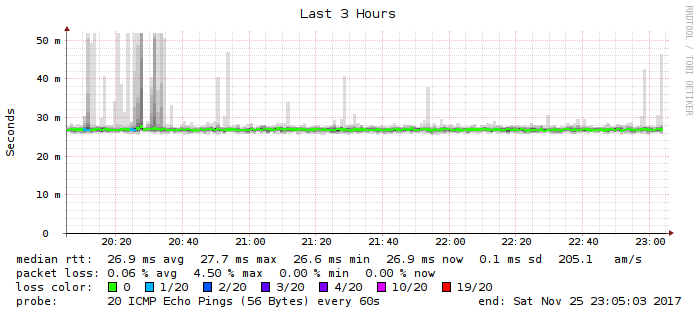 Last 3 Hours
RRDTOOL / TOBI OETIKER
Seconds
50 m
40 m
30 m
20 m
10 m
0
20:20 20:40 21:00 21:20 21:40 22:00 22:20 22:40 23:00
median rtt: 26.9 ms avg 27.7 ms max 26.6 ms min 26.9 ms now 0.1 ms sd 205.1 am/s
packet loss: 0.06 % avg 4.50 % max 0.00 % min 0.00 % now
loss color: 0 1/20 2/20 3/20 4/20 10/20 19/20
probe: 20 ICMP Echo Pings (56 Bytes) every 60s end: Sat Nov 25 23:05:03 2017